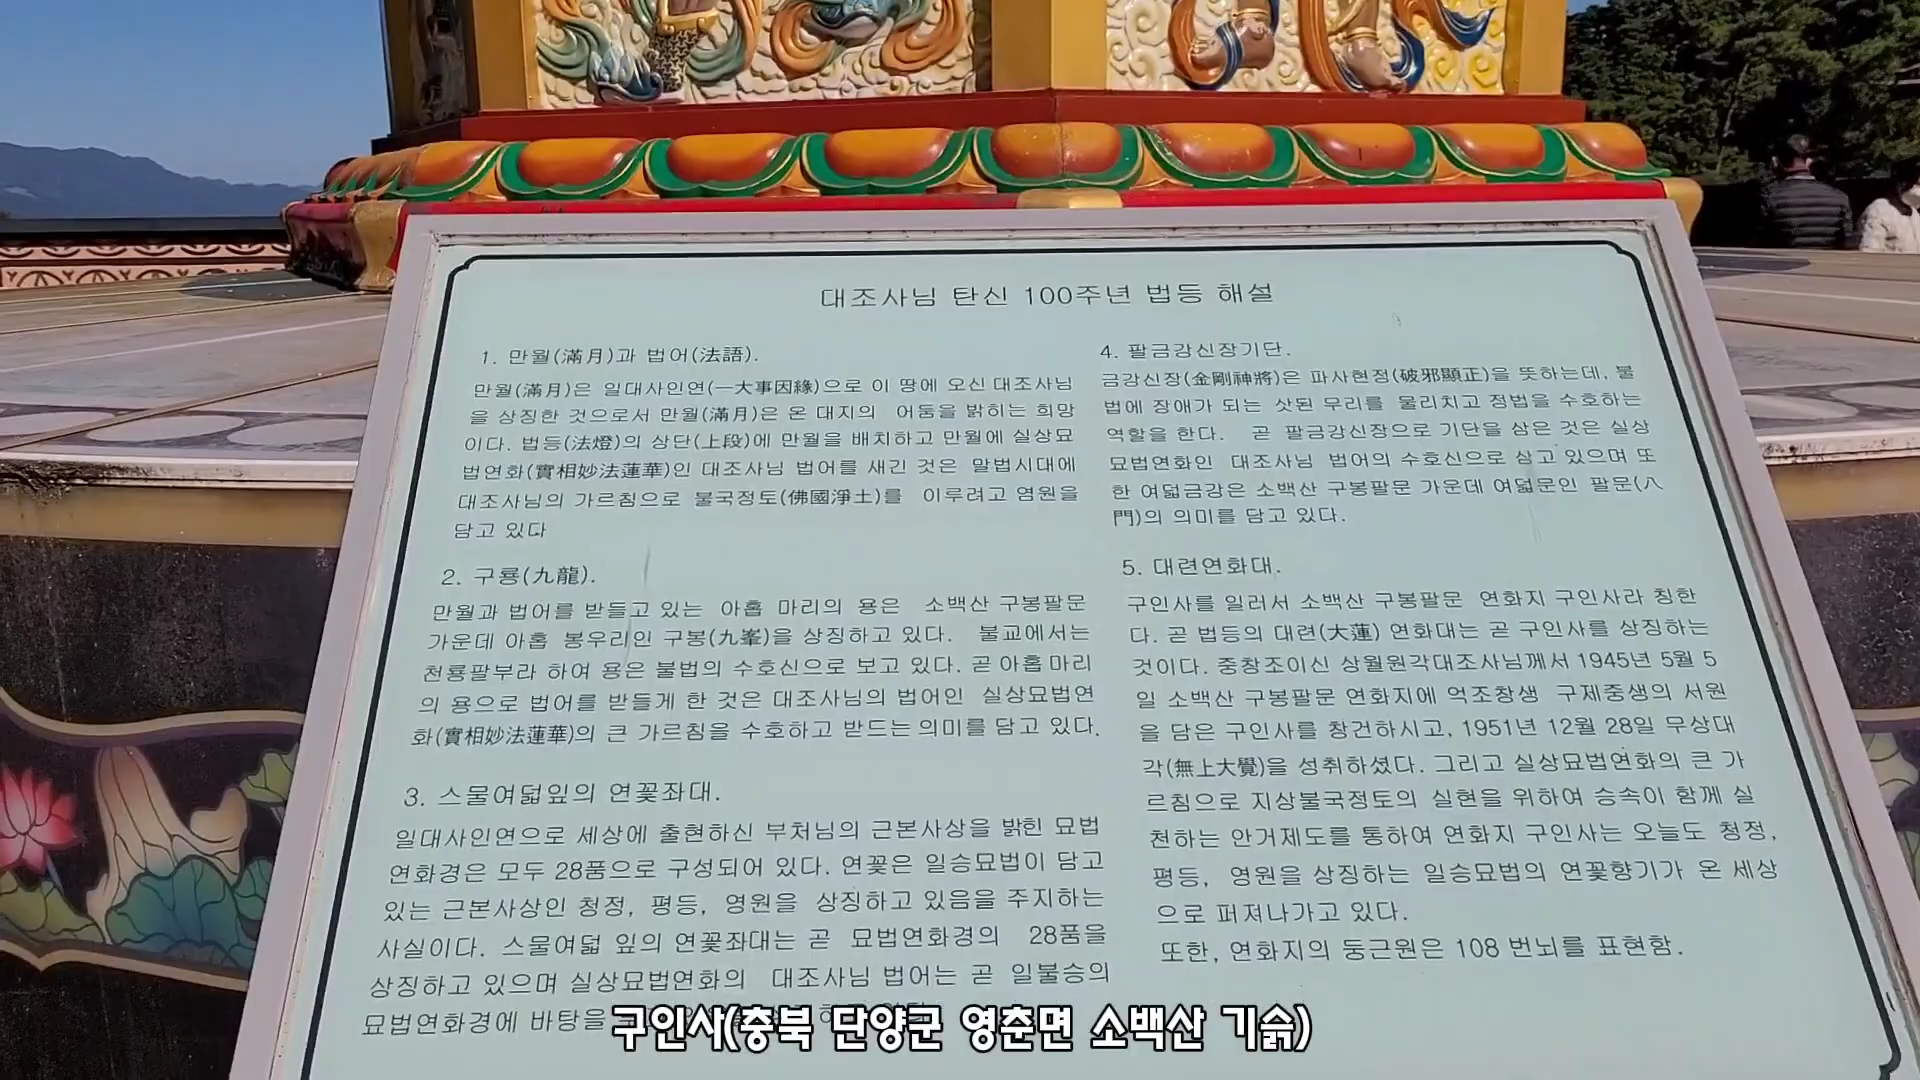 대조사님 탄신 100주년 법등 해설
1. 만월(滿月)과 법어(法語).
만월(滿月)은 일대사인연(一大事因緣)으로 이 땅에 오신 대조사님
을 상징한 것으로서 만월(滿月)은 온 대지의 어둠을 밝히는 희망
이다. 법등(法燈)의 상단(上段)에 만월을 배치하고 만월에 실상묘
법연화(實相妙法蓮華)인 대조사님 법어를 새긴 것은 말법시대에
대조사님의 가르침으로 불국정토(佛國淨土)를 이루려고 염원을
담고 있다
2. 구룡(九龍).
만월과 법어를 받들고 있는 아홉 마리의 용은 소백산 구봉팔문
가운데 아홉 봉우리인 구봉(九峯)을 상징하고 있다. 불교에서는
천룡팔부라 하여 용은 불법의 수호신으로 보고 있다. 곧 아홉 마리
의 용으로 법어를 받들게 한 것은 대조사님의 법어인 실상묘법연
화(實相妙法蓮華)의 큰 가르침을 수호하고 받드는 의미를 담고 있다.
3. 스물여덟잎의 연꽃좌대.
일대사인연으로 세상에 출현하신 부처님의 근본사상을 밝힌 묘법
연화경은 모두 28품으로 구성되어 있다. 연꽃은 일승묘법이 담고
있는 근본사상인 청정, 평등, 영원을 상징하고 있음을 주지하는
사실이다. 스물여덟 잎의 연꽃좌대는 곧 묘법연화경의 28품을
상징하고 있으며 실상묘법연화의 대조사님 법어는 곧 일불승의
묘법연화경에 바탕을
4. 팔금강신장기단.
금강신장(金剛神將)은 파사현정(破邪顯正)을 뜻하는데, 불
법에 장애가 되는 삿된 무리를 물리치고 정법을 수호하는
역할을 한다. 곧 팔금강신장으로 기단을 삼은 것은 실상
묘법연화인 대조사님 법어의 수호신으로 삼고 있으며 또
한 여덟금강은 소백산 구봉팔문 가운데 여덟문인 팔문(八
門)의 의미를 담고 있다.
5. 대련연화대.
구인사를 일러서 소백산 구봉팔문 연화지 구인사라 칭한
다. 곧 법등의 대련(大蓮) 연화대는 곧 구인사를 상징하는
것이다. 중창조이신 상월원각대조사님께서 1945년 5월 5
일 소백산 구봉팔문 연화지에 억조창생 구제중생의 서원
을 담은 구인사를 창건하시고, 1951년 12월 28일 무상대
각(無上大覺)을 성취하셨다. 그리고 실상묘법연화의 큰 가
르침으로 지상불국정토의 실현을 위하여 승속이 함께 실
천하는 안거제도를 통하여 연화지 구인사는 오늘도 청정,
평등, 영원을 상징하는 일승묘법의 연꽃향기가 온 세상
으로 퍼져나가고 있다.
또한, 연화지의 둥근원은 108 번뇌를 표현함.
구인사(충북 단양군 영춘면 소백산 기슭)